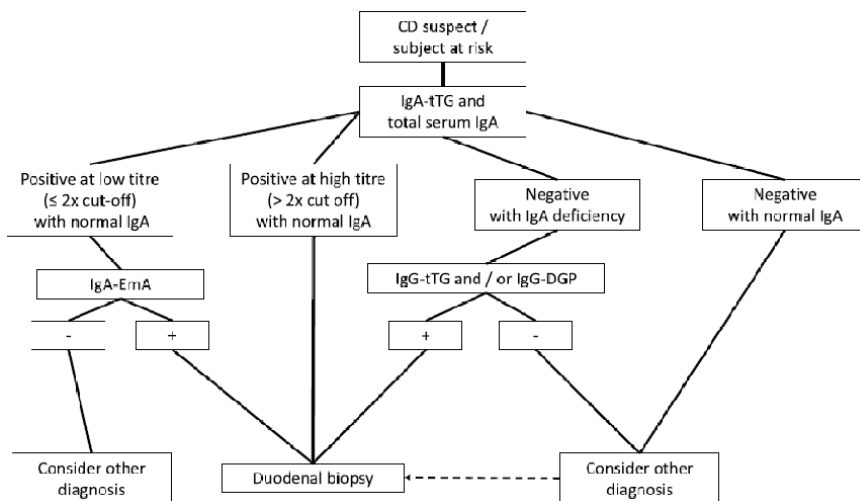 CD suspect /
subject at risk
IgA-tTG and
total serum IgA
Positive at low titre
(≤ 2x cut-off)
with normal IgA
Positive at high titre
(> 2x cut off)
with normal IgA
Negative
with IgA deficiency
Negative
with normal IgA
IgA-EmA
IgG-tTG and / or IgG-DGP
-
+
+
-
Consider other
diagnosis
Duodenal biopsy
Consider other
diagnosis